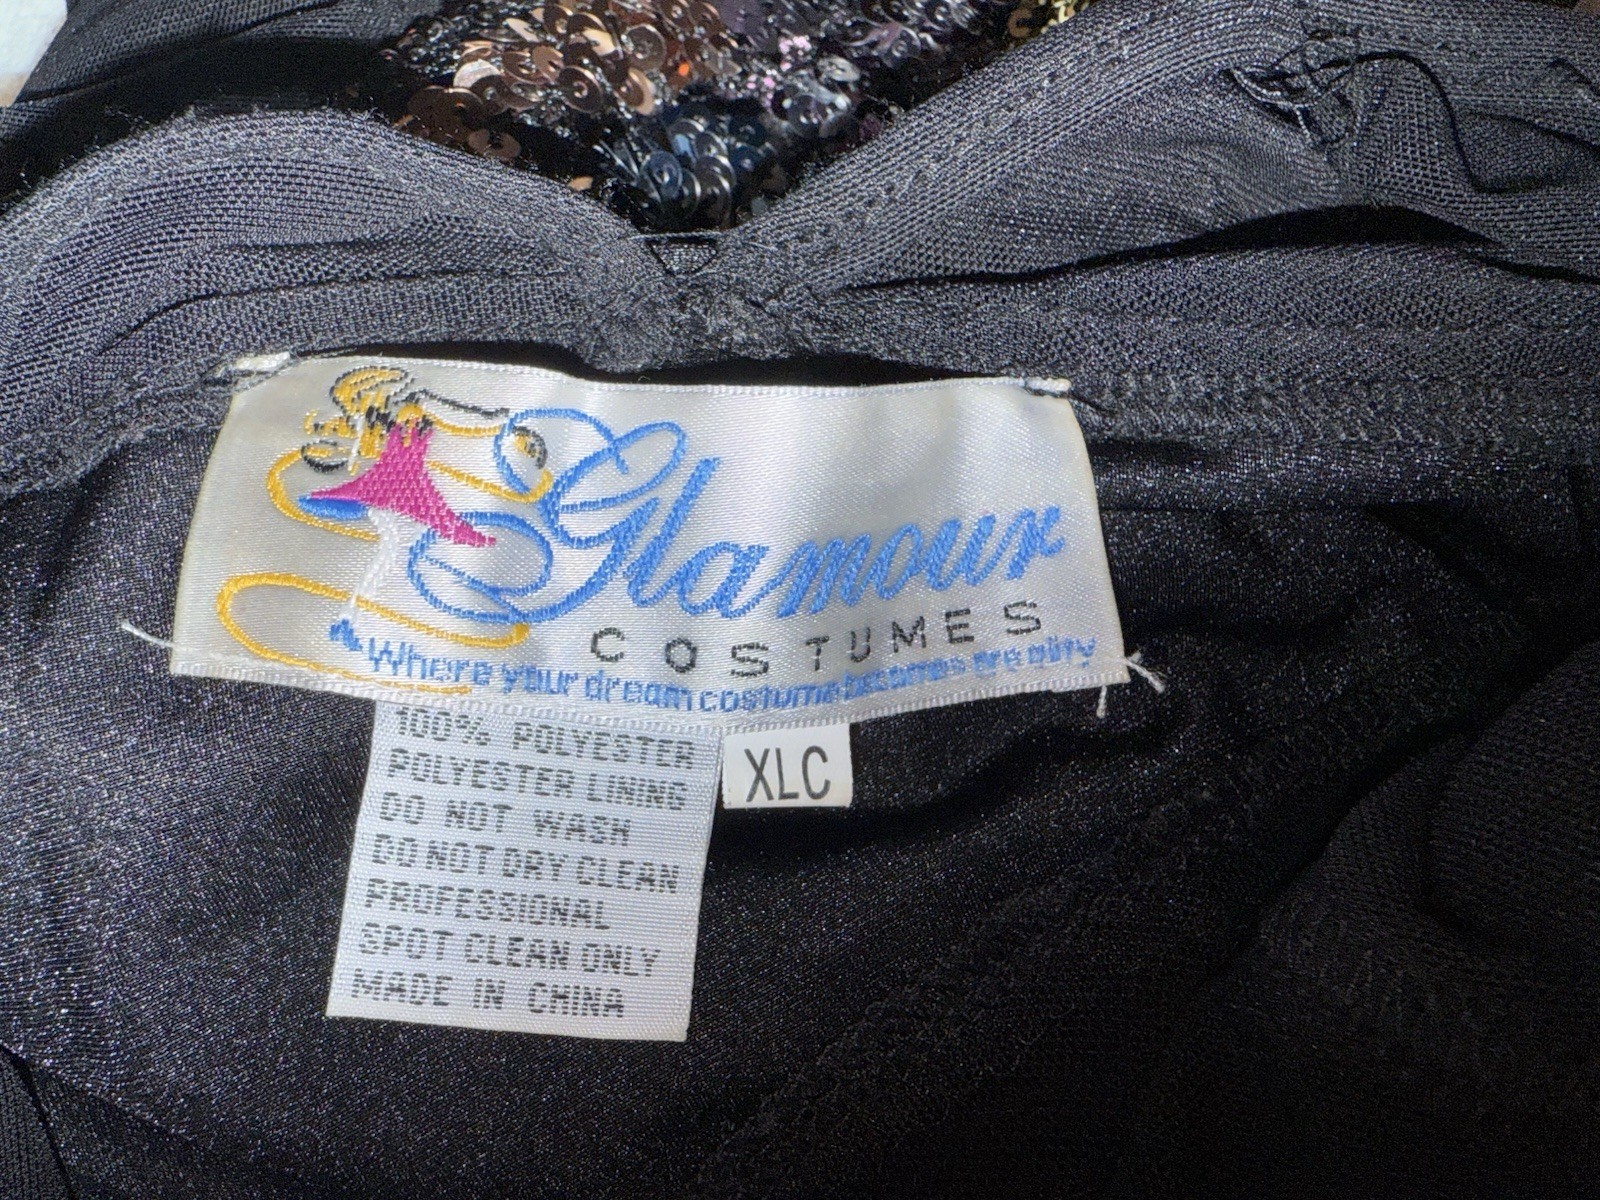 Glamour
COSTUMES
Where your dream costume becomes a reality
100% POLYESTER
POLYESTER LINING
DO NOT WASH
DO NOT DRY CLEAN
PROFESSIONAL
SPOT CLEAN ONLY
MADE IN CHINA
XLC